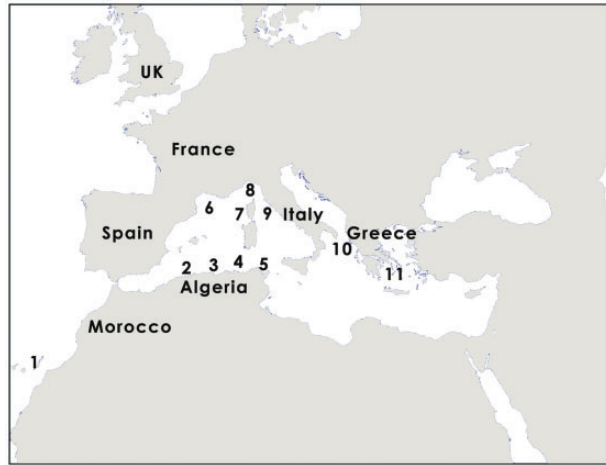 UK
France
8
6 7 9 Italy
Spain
Greece
10
2 3 4 5
11
Algeria
Morocco
1